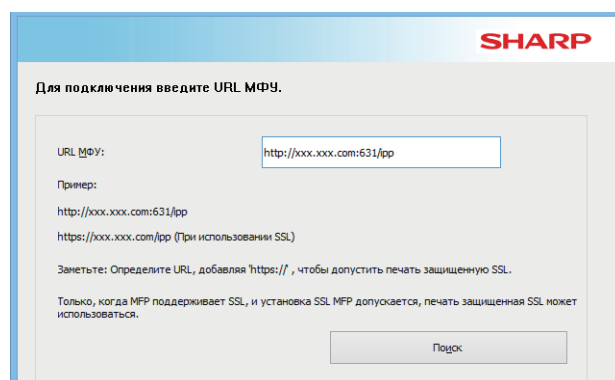 SHARP
Для подключения введите URL МФУ.
URL МФУ:
http://xxx.xxx.com:631/ipp
Пример:
http://xxx.xxx.com:631/ipp
https://xxx.xxx.com/ipp (При использовании SSL)
Заметьте: Определите URL, добавляя 'https://' , чтобы допустить печать защищенную SSL.
Только, когда MFP поддерживает SSL, и установка SSL MFP допускается, печать защищенная SSL может
использоваться.
Поиск